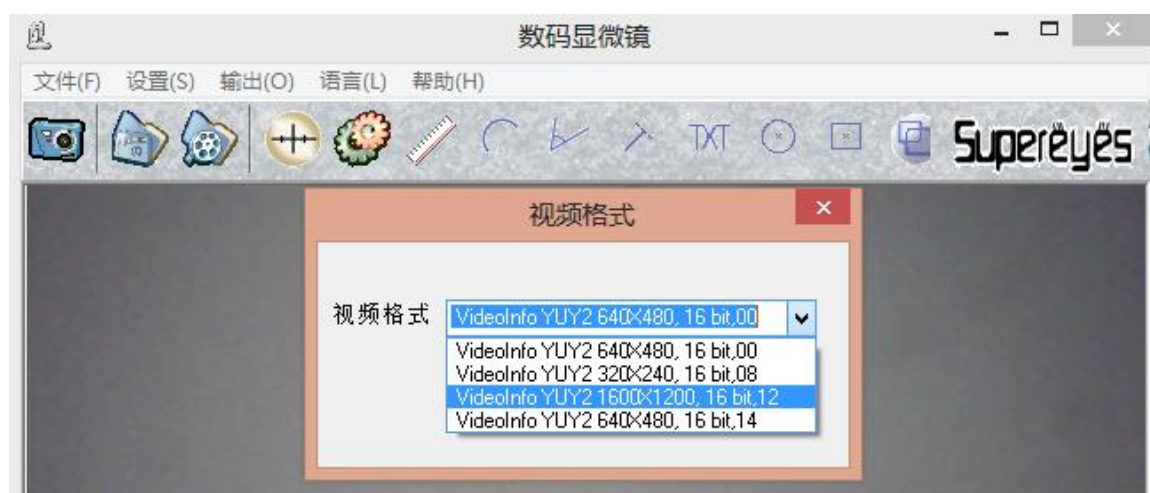 数码显微镜
文件(F) 设置(S) 输出(O) 语言(L) 帮助(H)
TXT Supereyes
视频格式
视频格式 VideoInfo YUY2 640X480, 16 bit,00
VideoInfo YUY2 640X480, 16 bit,00
VideoInfo YUY2 320X240, 16 bit,08
VideoInfo YUY2 1600X1200, 16 bit,12
VideoInfo YUY2 640X480, 16 bit,14